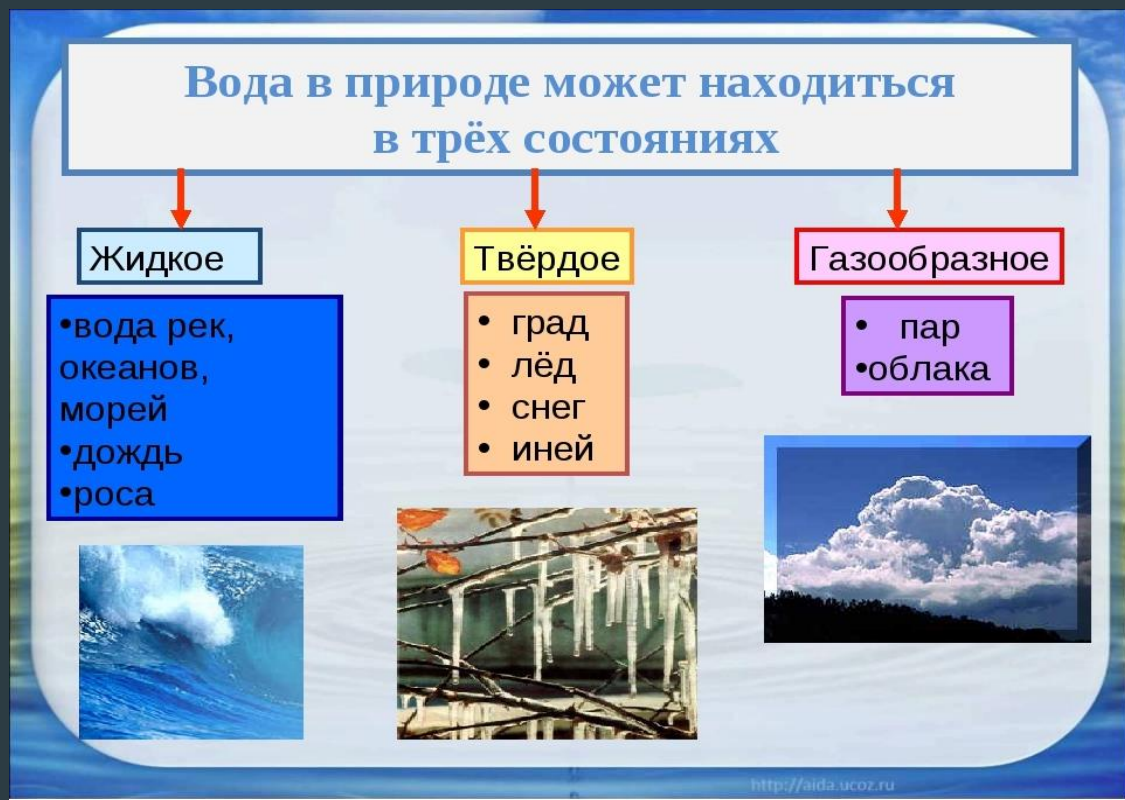 Вода в природе может находиться
в трёх состояниях
Жидкое
•вода рек,
океанов,
морей
•дождь
•роса
Твёрдое
• град
• лёд
• снег
• иней
Газообразное
• пар
•облака
http://aida.ucoz.ru